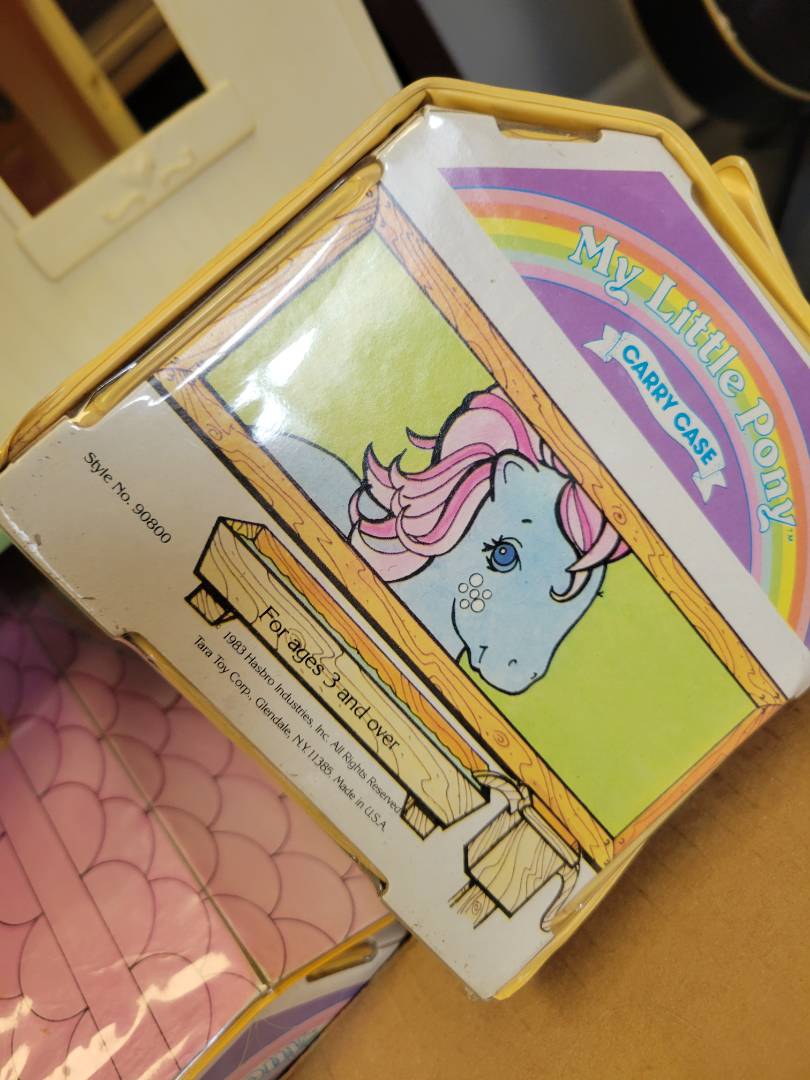 My Little Pony™
CARRY CASE
Style No. 90800
For ages 3 and over
1983 Hasbro Industries, Inc. All Rights Reserved
Tara Toy Corp., Glendale, N.Y. 11385. Made in U.S.A.